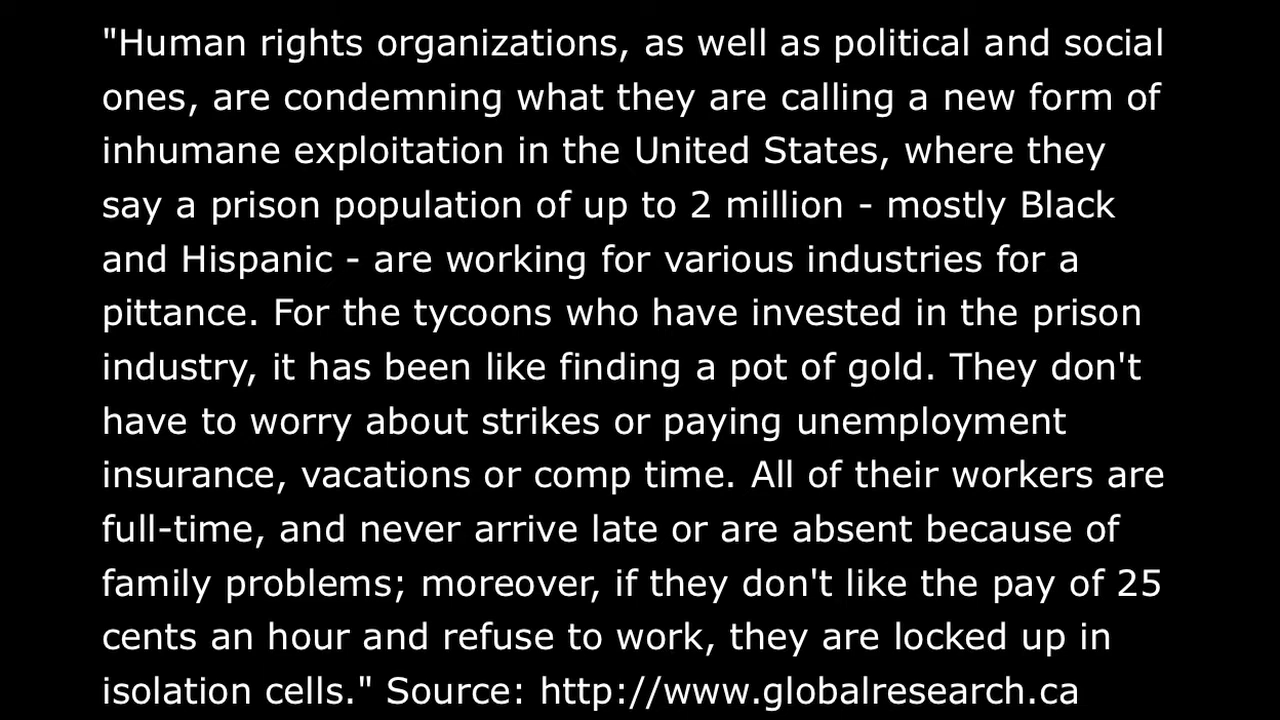 "Human rights organizations, as well as political and social
ones, are condemning what they are calling a new form of
inhumane exploitation in the United States, where they
say a prison population of up to 2 million - mostly Black
and Hispanic - are working for various industries for a
pittance. For the tycoons who have invested in the prison
industry, it has been like finding a pot of gold. They don't
have to worry about strikes or paying unemployment
insurance, vacations or comp time. All of their workers are
full-time, and never arrive late or are absent because of
family problems; moreover, if they don't like the pay of 25
cents an hour and refuse to work, they are locked up in
isolation cells." Source: http://www.globalresearch.ca